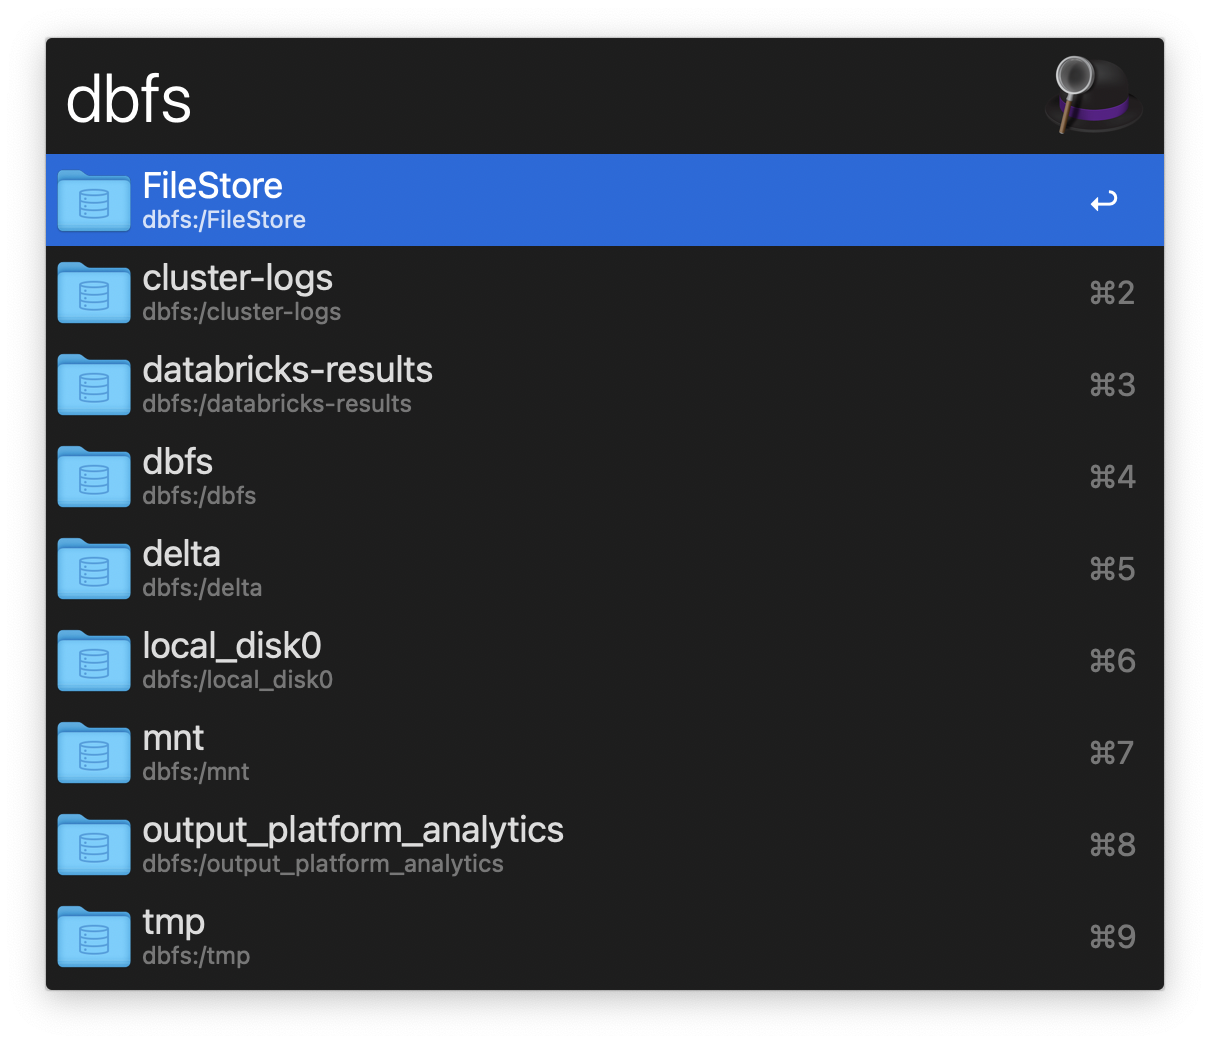 dbfs
FileStore
dbfs:/FileStore
cluster-logs
dbfs:/cluster-logs
⌘2
databricks-results
dbfs:/databricks-results
⌘3
dbfs
dbfs:/dbfs
⌘4
delta
dbfs:/delta
⌘5
local_disk0
dbfs:/local_disk0
⌘6
mnt
dbfs:/mnt
⌘7
output_platform_analytics
dbfs:/output_platform_analytics
⌘8
tmp
dbfs:/tmp
⌘9